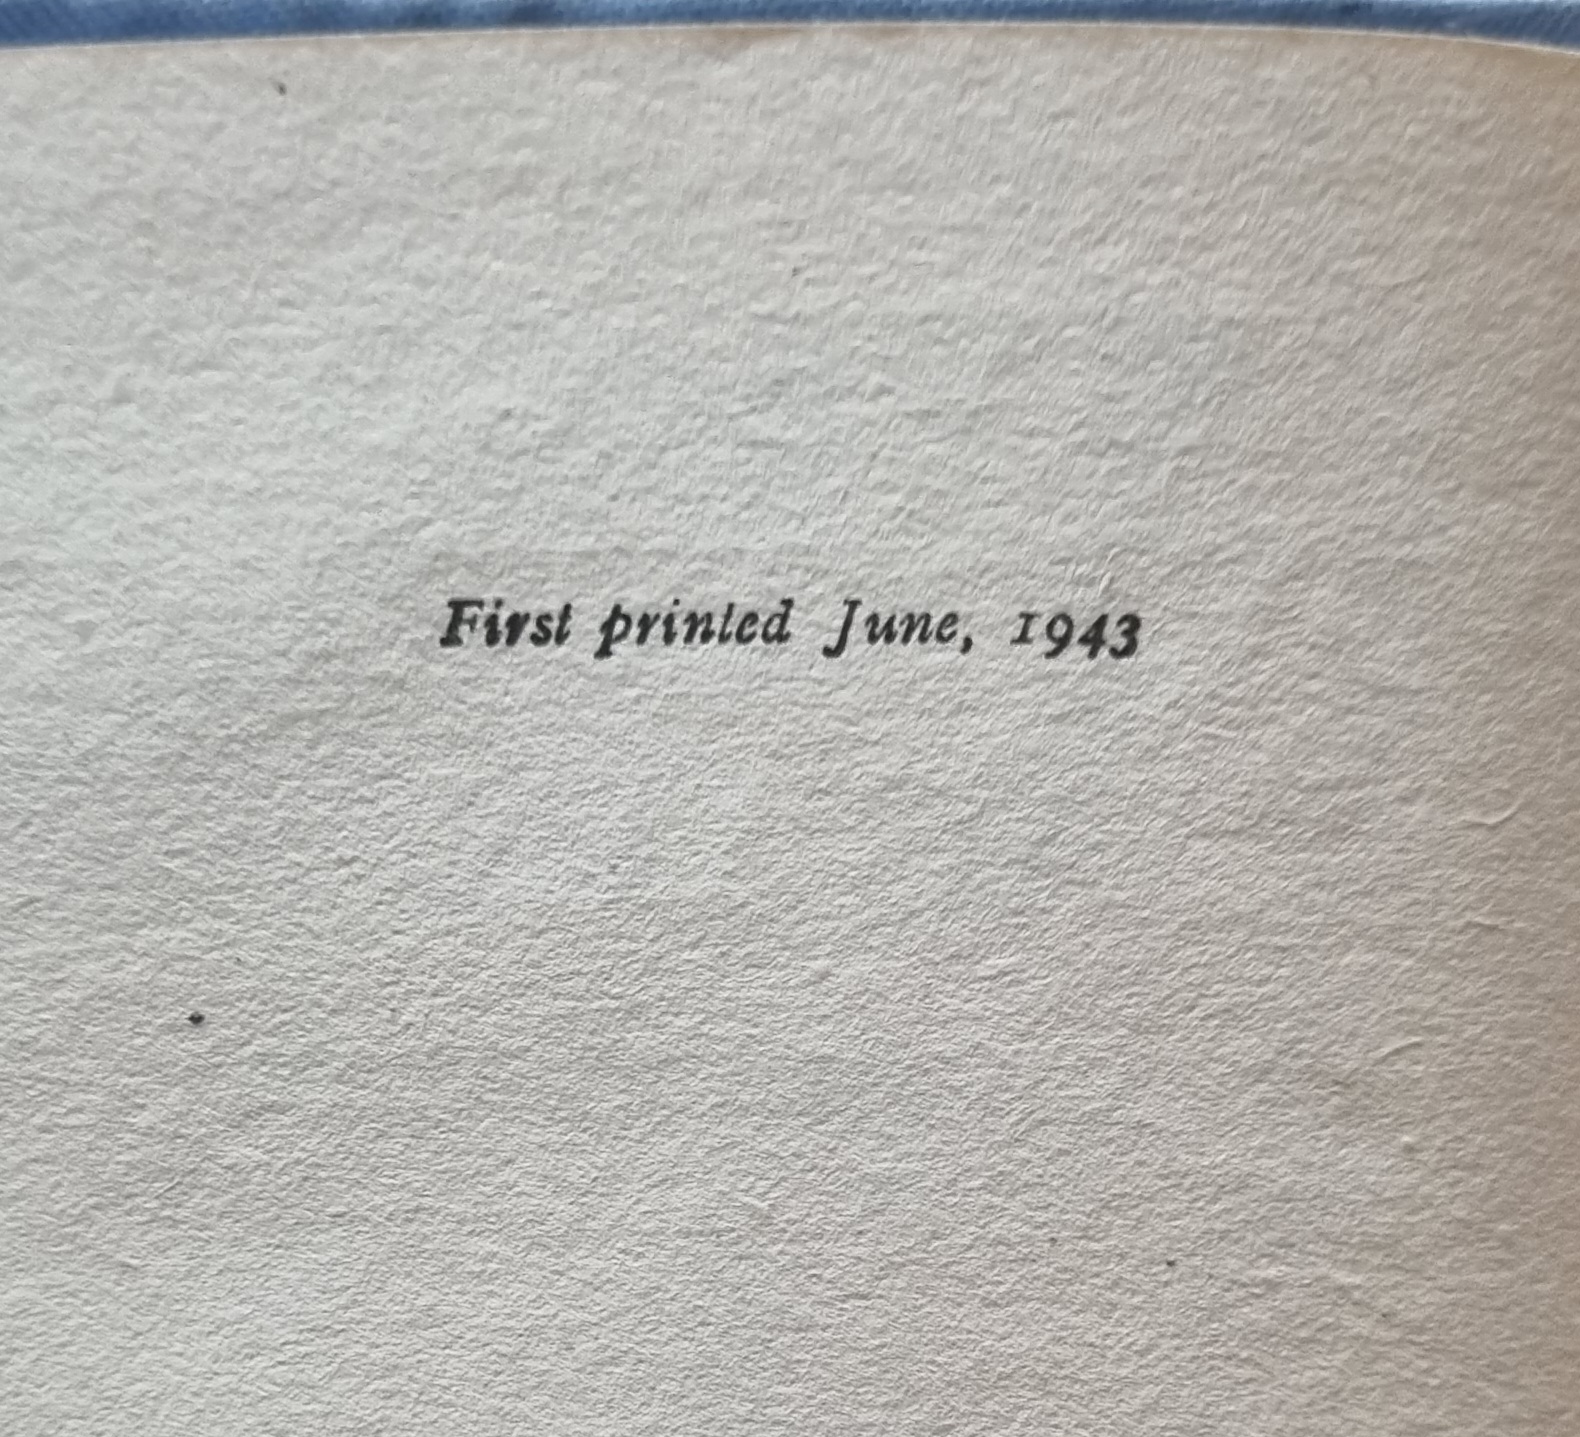 First printed June, 1943